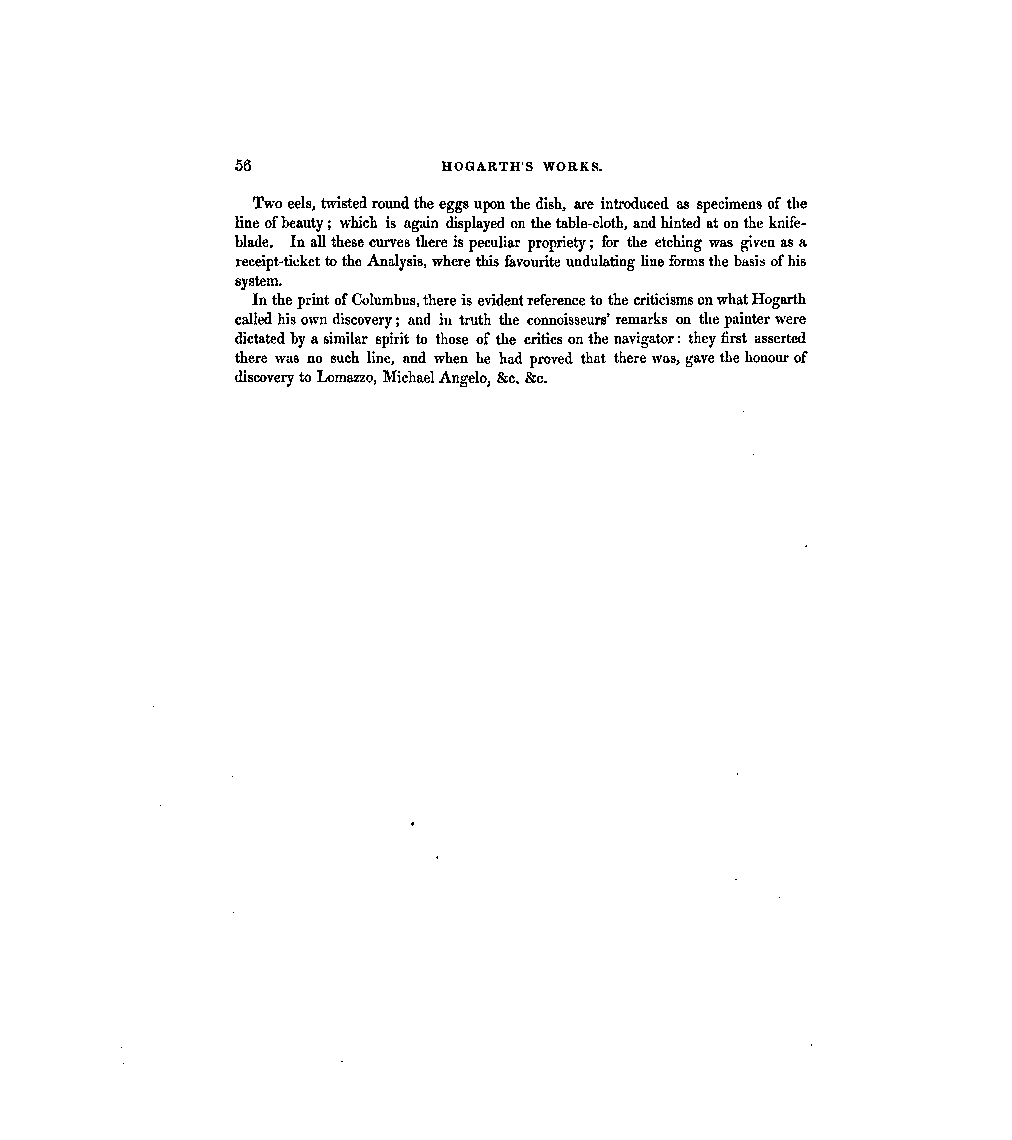 56 HOGARTH'S WORKS.
Two eels, twisted round the eggs upon the dish, are introduced as specimens of the
line of beauty; which is again displayed on the table-cloth, and hinted at on the knife-
blade. In all these curves there is peculiar propriety; for the etching was given as a
receipt-ticket to the Analysis, where this favourite undulating line forms the basis of his
system.
In the print of Columbus, there is evident reference to the criticisms on what Hogarth
called his own discovery; and in truth the connoisseurs' remarks on the painter were
dictated by a similar spirit to those of the critics on the navigator: they first asserted
there was no such line, and when he had proved that there was, gave the honour of
discovery to Lomazzo, Michael Angelo, &c. &c.